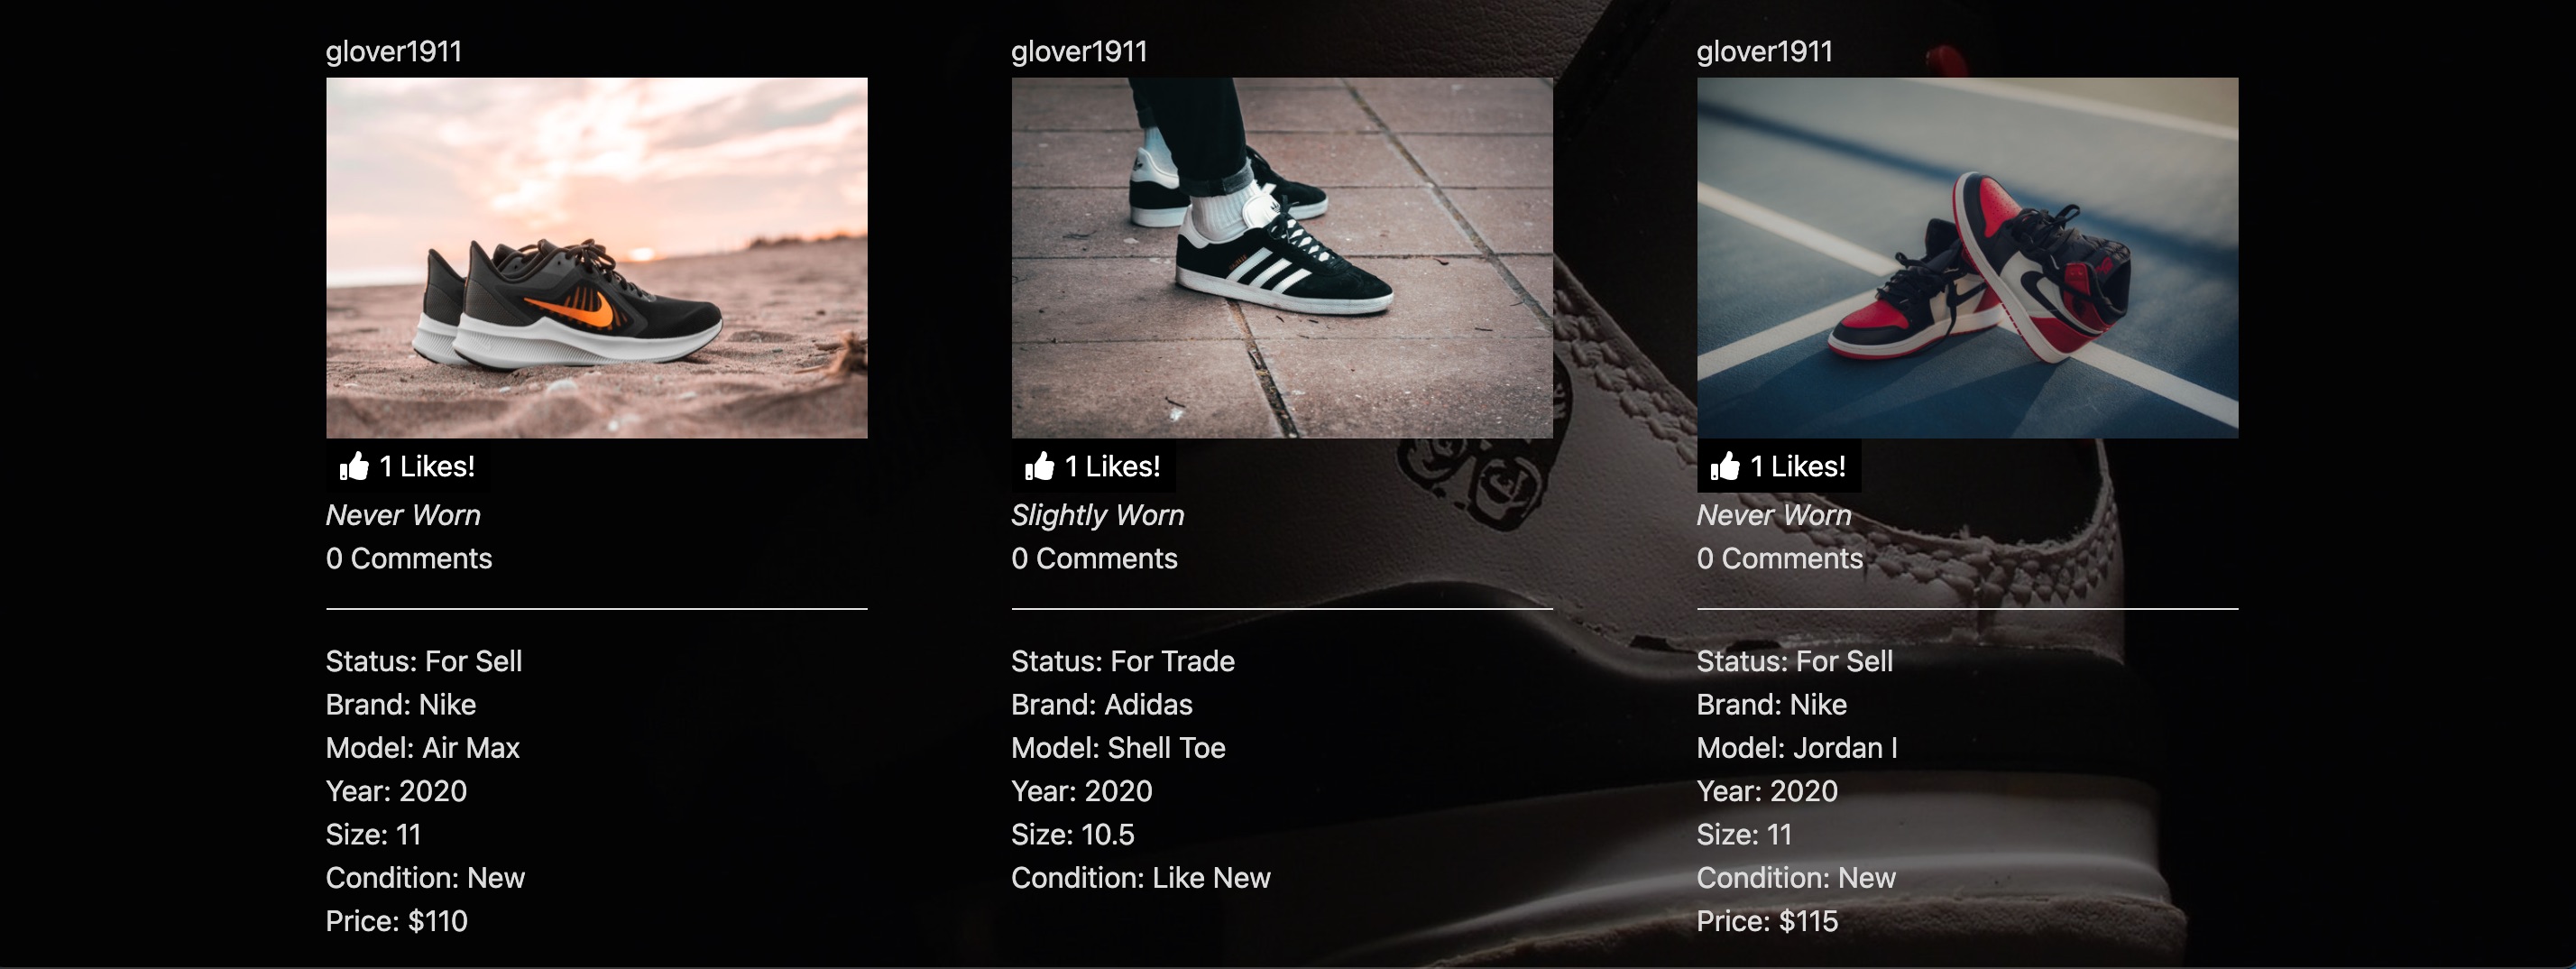 glover1911
1 Likes!
Never Worn
0 Comments
Status: For Sell
Brand: Nike
Model: Air Max
Year: 2020
Size: 11
Condition: New
Price: $110
glover1911
1 Likes!
Slightly Worn
0 Comments
Status: For Trade
Brand: Adidas
Model: Shell Toe
Year: 2020
Size: 10.5
Condition: Like New
glover1911
1 Likes!
Never Worn
0 Comments
Status: For Sell
Brand: Nike
Model: Jordan I
Year: 2020
Size: 11
Condition: New
Price: $115